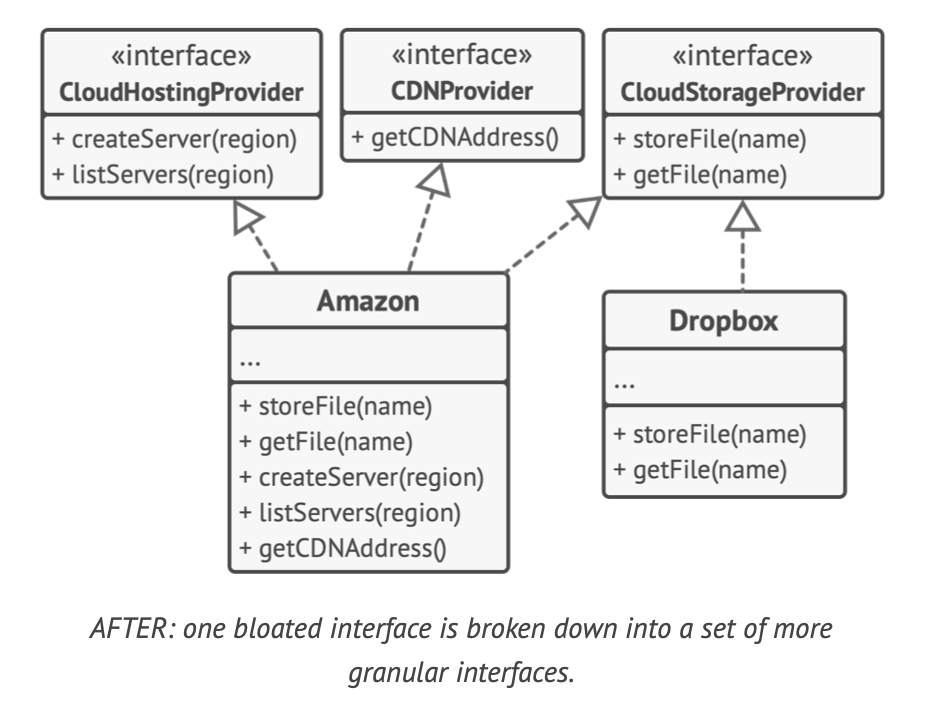 «interface»
CloudHostingProvider
+ createServer(region)
+ listServers(region)
«interface»
CDNProvider
+ getCDNAddress()
«interface»
CloudStorageProvider
+ storeFile(name)
+ getFile(name)
Amazon
...
+ storeFile(name)
+ getFile(name)
+ createServer(region)
+ listServers(region)
+ getCDNAddress()
Dropbox
...
+ storeFile(name)
+ getFile(name)
AFTER: one bloated interface is broken down into a set of more
granular interfaces.